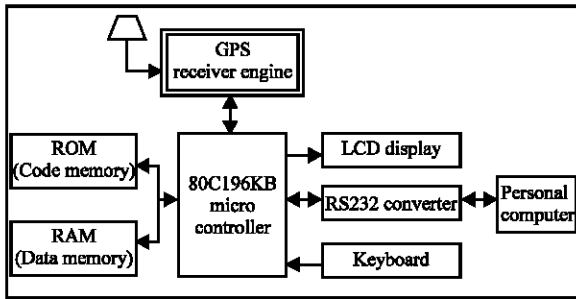 GPS
receiver engine
ROM
(Code memory)
RAM
(Data memory)
80C196KB
micro
controller
LCD display
RS232 converter
Keyboard
Personal
computer